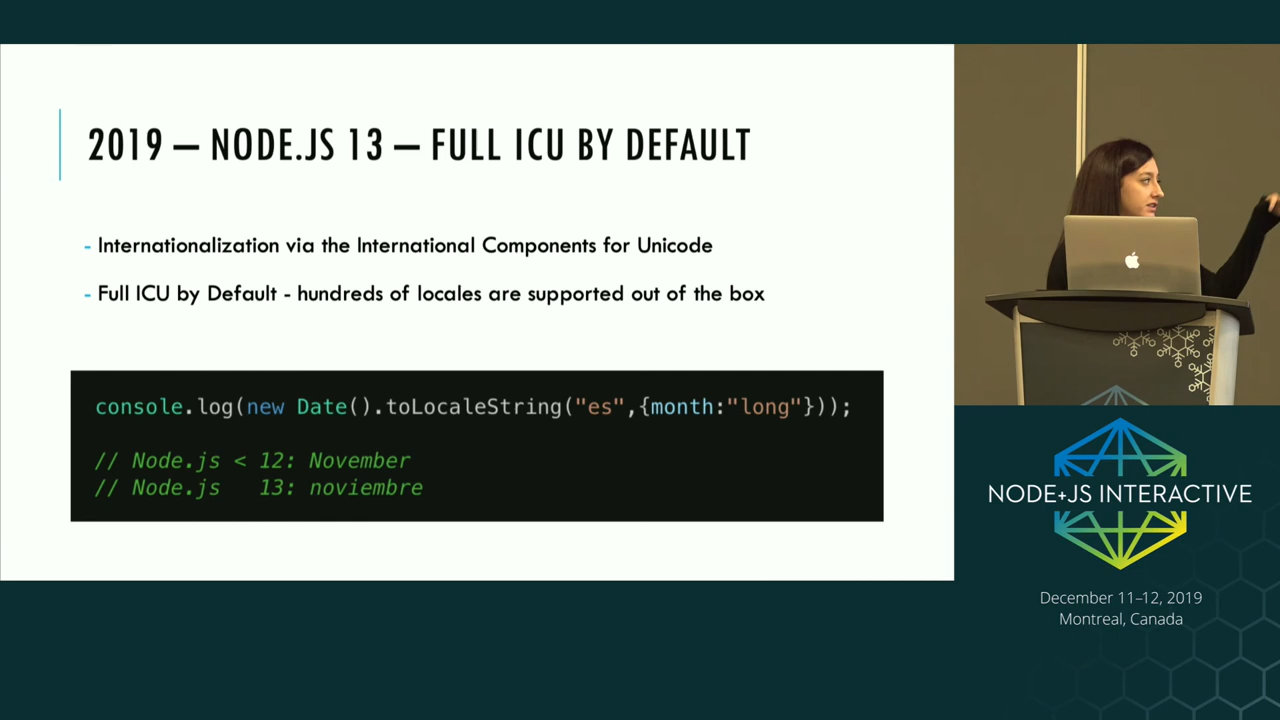 2019 — NODE.JS 13 — FULL ICU BY DEFAULT
- Internationalization via the International Components for Unicode
- Full ICU by Default - hundreds of locales are supported out of the box
console.log(new Date().toLocaleString("es",{month:"long"}));
// Node.js < 12: November
// Node.js   13: noviembre
NODE+JS INTERACTIVE
December 11–12, 2019
Montreal, Canada